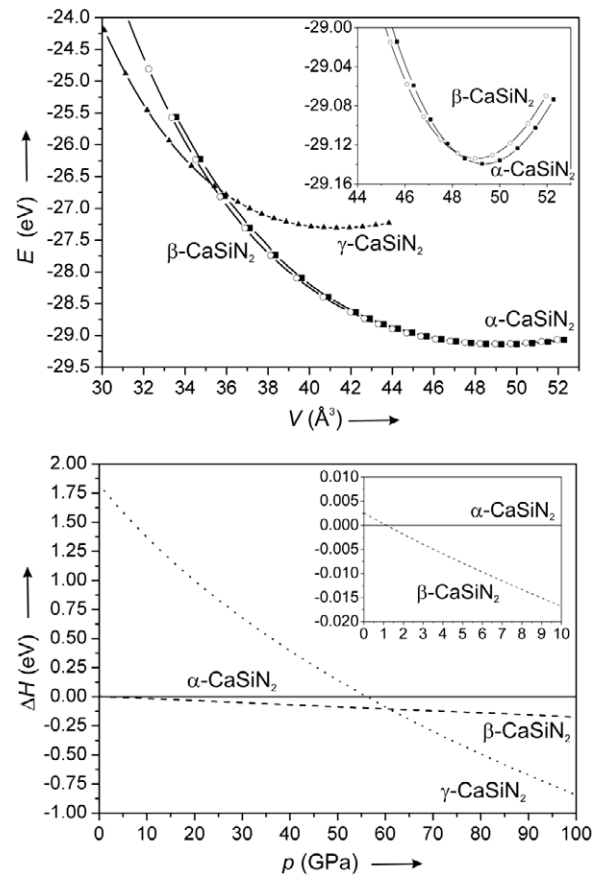 -24.0
-24.5
-25.0
-25.5
-26.0
-26.5
-27.0
-27.5
-28.0
-28.5
-29.0
-29.5
E (eV)
30 32 34 36 38 40 42 44 46 48 50 52
V (Å³)
β-CaSiN₂
γ-CaSiN₂
α-CaSiN₂
-29.00
-29.04
-29.08
-29.12
-29.16
44 46 48 50 52
β-CaSiN₂
α-CaSiN₂
2.00
1.75
1.50
1.25
1.00
0.75
0.50
0.25
0.00
-0.25
-0.50
-0.75
-1.00
ΔH (eV)
0 10 20 30 40 50 60 70 80 90 100
p (GPa)
α-CaSiN₂
β-CaSiN₂
γ-CaSiN₂
0.010
0.005
0.000
-0.005
-0.010
-0.015
-0.020
0 1 2 3 4 5 6 7 8 9 10
α-CaSiN₂
β-CaSiN₂